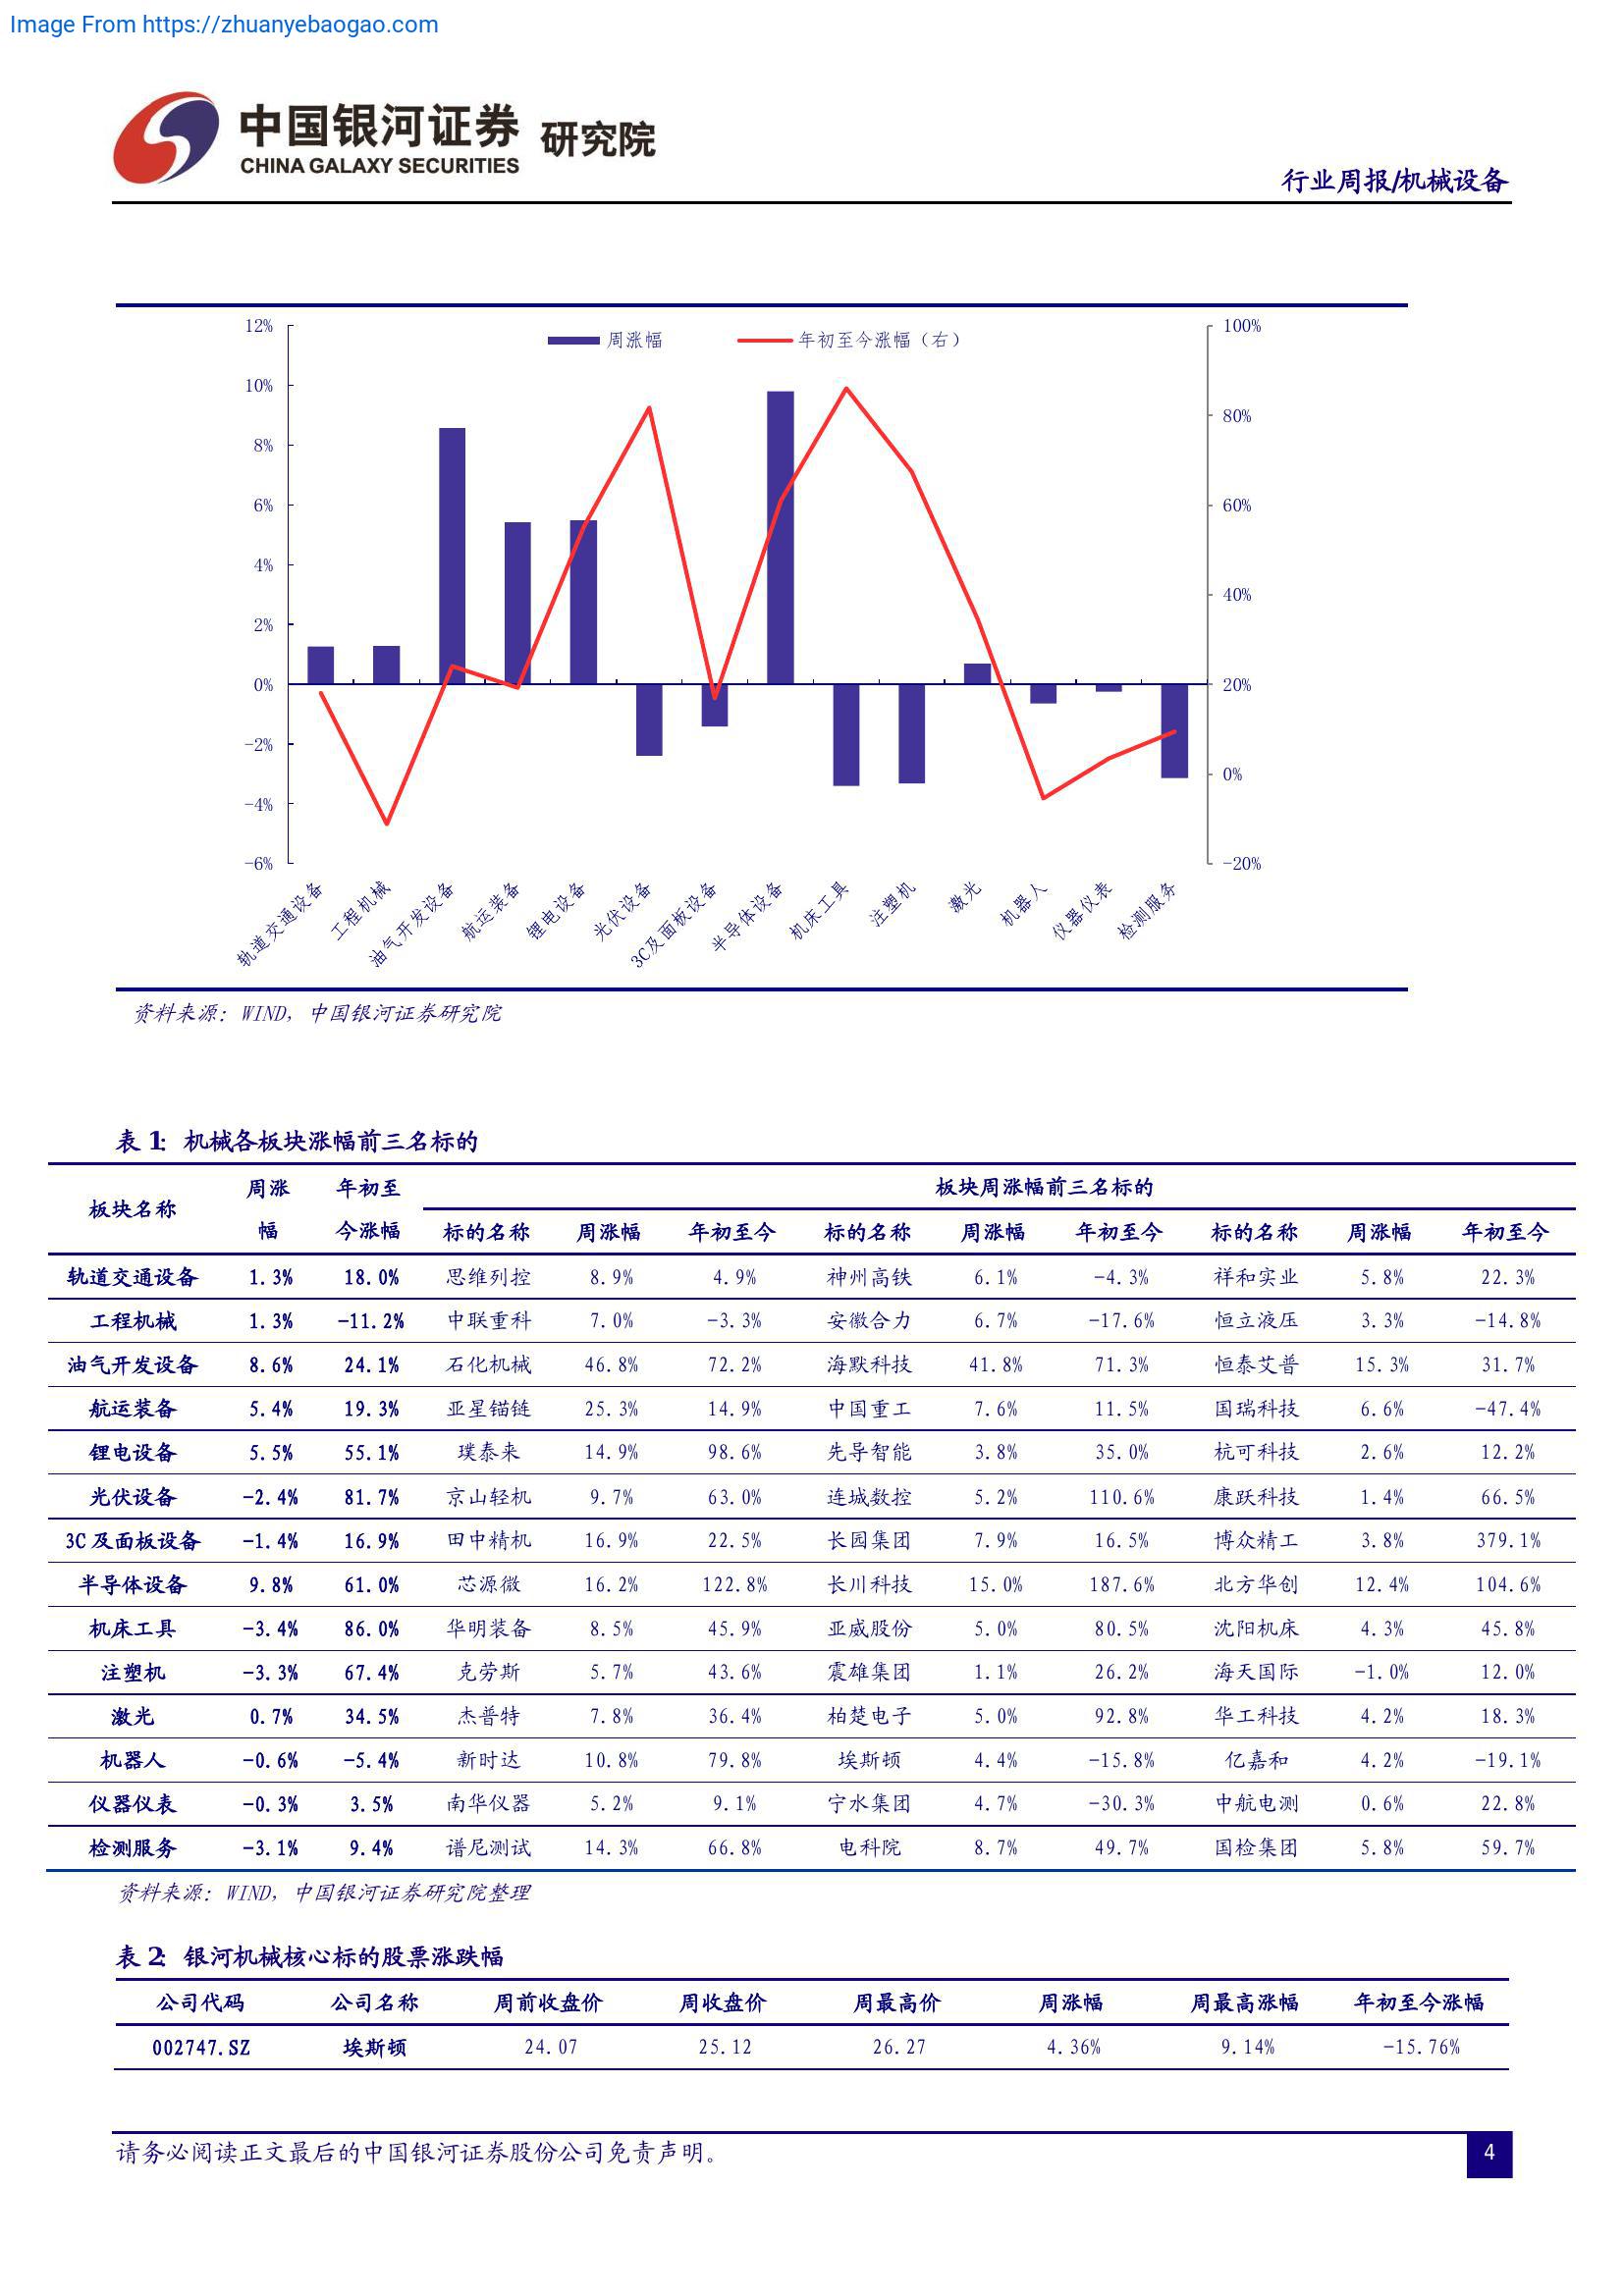 Image From https://zhuanyebaogao.com
中国银河证券 研究院
CHINA GALAXY SECURITIES
行业周报/机械设备
12% 周涨幅 年初至今涨幅（右） 100%
10%
80%
8%
6% 60%
4%
40%
2%
0% 20%
-2%
0%
-4%
-6% -20%
轨道交通设备 工程机械 油气开发设备 航运装备 锂电设备 光伏设备 3C及面板设备 半导体设备 机床工具 注塑机 激光 机器人 仪器仪表 检测服务
资料来源：WIND，中国银河证券研究院
表 1: 机械各板块涨幅前三名标的
板块名称 周涨幅 年初至今涨幅 板块周涨幅前三名标的
标的名称 周涨幅 年初至今 标的名称 周涨幅 年初至今 标的名称 周涨幅 年初至今
轨道交通设备 1.3% 18.0% 思维列控 8.9% 4.9% 神州高铁 6.1% -4.3% 祥和实业 5.8% 22.3%
工程机械 1.3% -11.2% 中联重科 7.0% -3.3% 安徽合力 6.7% -17.6% 恒立液压 3.3% -14.8%
油气开发设备 8.6% 24.1% 石化机械 46.8% 72.2% 海默科技 41.8% 71.3% 恒泰艾普 15.3% 31.7%
航运装备 5.4% 19.3% 亚星锚链 25.3% 14.9% 中国重工 7.6% 11.5% 国瑞科技 6.6% -47.4%
锂电设备 5.5% 55.1% 璞泰来 14.9% 98.6% 先导智能 3.8% 35.0% 杭可科技 2.6% 12.2%
光伏设备 -2.4% 81.7% 京山轻机 9.7% 63.0% 连城数控 5.2% 110.6% 康跃科技 1.4% 66.5%
3C 及面板设备 -1.4% 16.9% 田中精机 16.9% 22.5% 长园集团 7.9% 16.5% 博众精工 3.8% 379.1%
半导体设备 9.8% 61.0% 芯源微 16.2% 122.8% 长川科技 15.0% 187.6% 北方华创 12.4% 104.6%
机床工具 -3.4% 86.0% 华明装备 8.5% 45.9% 亚威股份 5.0% 80.5% 沈阳机床 4.3% 45.8%
注塑机 -3.3% 67.4% 克劳斯 5.7% 43.6% 震雄集团 1.1% 26.2% 海天国际 -1.0% 12.0%
激光 0.7% 34.5% 杰普特 7.8% 36.4% 柏楚电子 5.0% 92.8% 华工科技 4.2% 18.3%
机器人 -0.6% -5.4% 新时达 10.8% 79.8% 埃斯顿 4.4% -15.8% 亿嘉和 4.2% -19.1%
仪器仪表 -0.3% 3.5% 南华仪器 5.2% 9.1% 宁水集团 4.7% -30.3% 中航电测 0.6% 22.8%
检测服务 -3.1% 9.4% 谱尼测试 14.3% 66.8% 电科院 8.7% 49.7% 国检集团 5.8% 59.7%
资料来源：WIND，中国银河证券研究院整理
表 2: 银河机械核心标的股票涨跌幅
公司代码 公司名称 周前收盘价 周收盘价 周最高价 周涨幅 周最高涨幅 年初至今涨幅
002747.SZ 埃斯顿 24.07 25.12 26.27 4.36% 9.14% -15.76%
请务必阅读正文最后的中国银河证券股份公司免责声明。
4